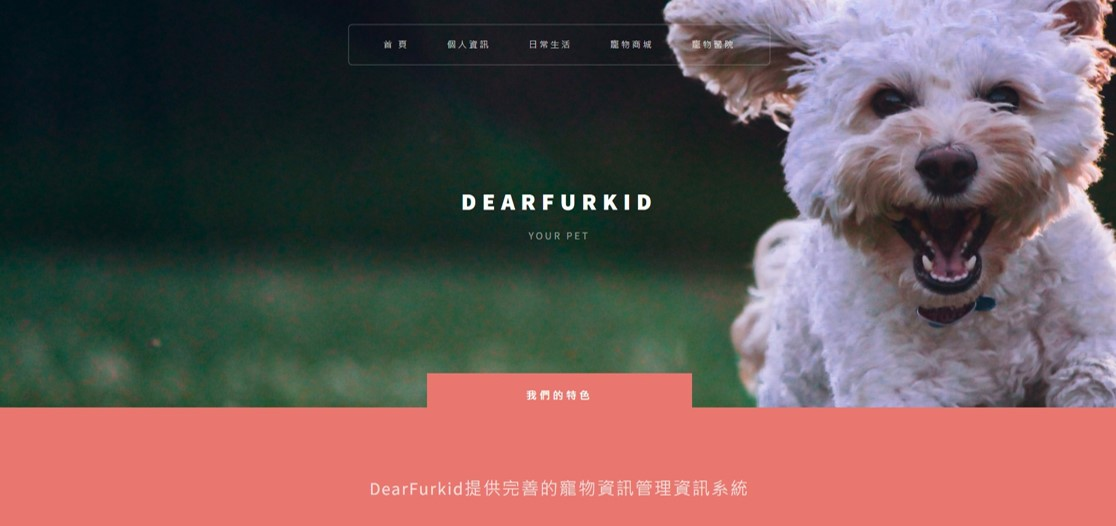 首 頁 個人資訊 日常生活 寵物商城 寵物醫院
DEARFURKID
YOUR PET
我們的特色
DearFurkid提供完善的寵物資訊管理資訊系統